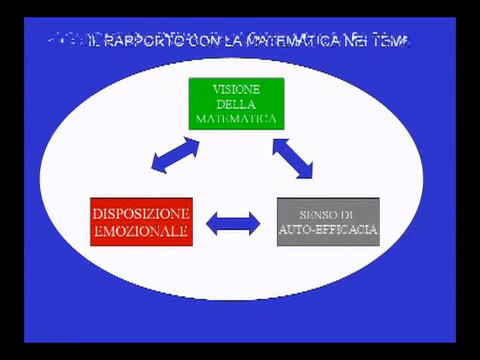 IL RAPPORTO CON LA MATEMATICA NEI TEMI
VISIONE
DELLA
MATEMATICA
DISPOSIZIONE
EMOZIONALE
SENSO DI
AUTO-EFFICACIA